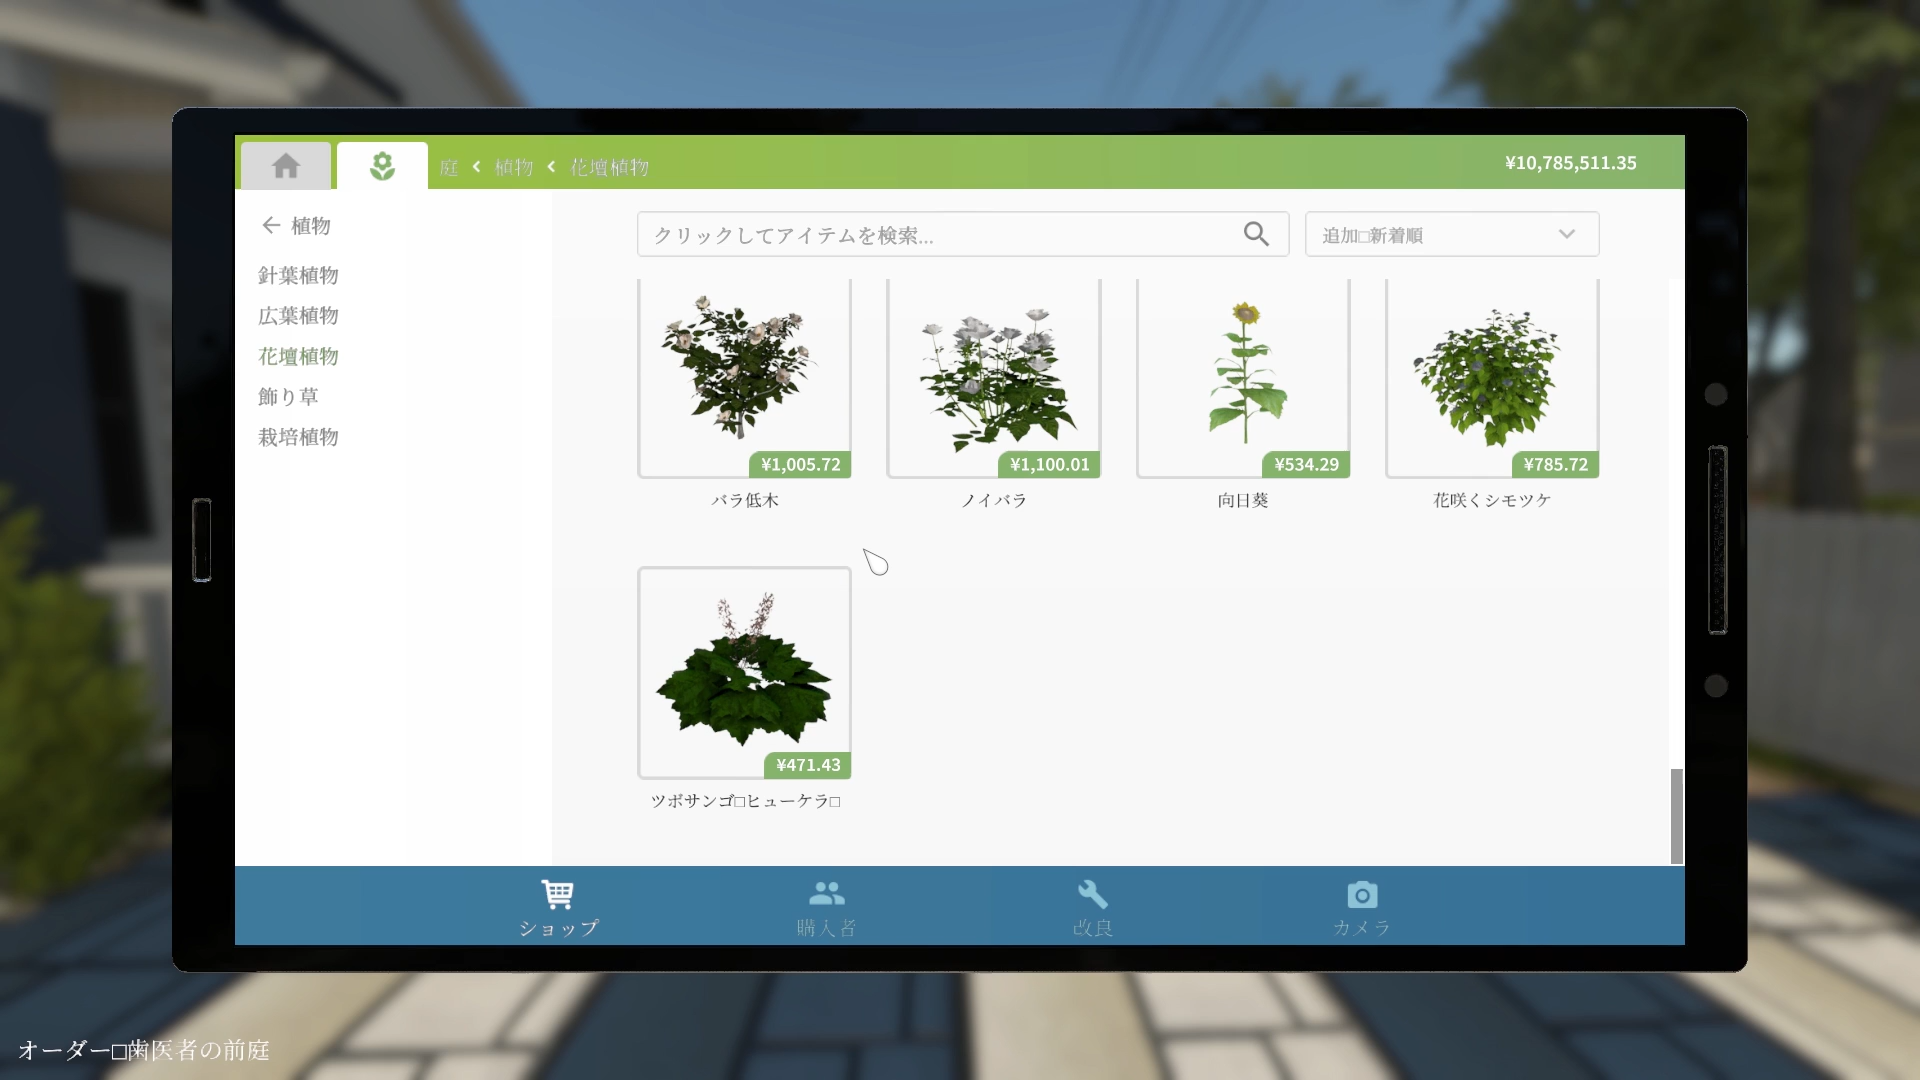 庭 < 植物 < 花壇植物
¥10,785,511.35
← 植物
クリックしてアイテムを検索...
追加□新着順
針葉植物
広葉植物
花壇植物
飾り草
栽培植物
¥1,005.72
¥1,100.01
¥534.29
¥785.72
バラ低木
ノイバラ
向日葵
花咲くシモツケ
¥471.43
ツボサンゴ□ヒューケラ□
ショップ
購入者
改良
カメラ
オーダー□歯医者の前庭